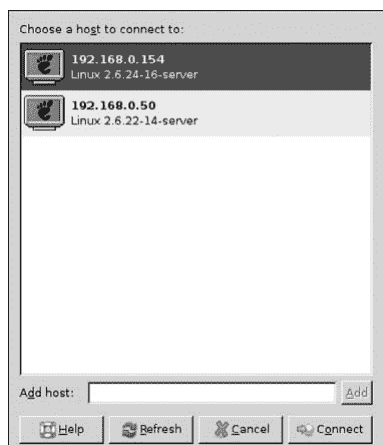 Choose a host to connect to:
192.168.0.154
Linux 2.6.24-16-server
192.168.0.50
Linux 2.6.22-14-server
Add host:
Add
Help
Refresh
Cancel
Connect